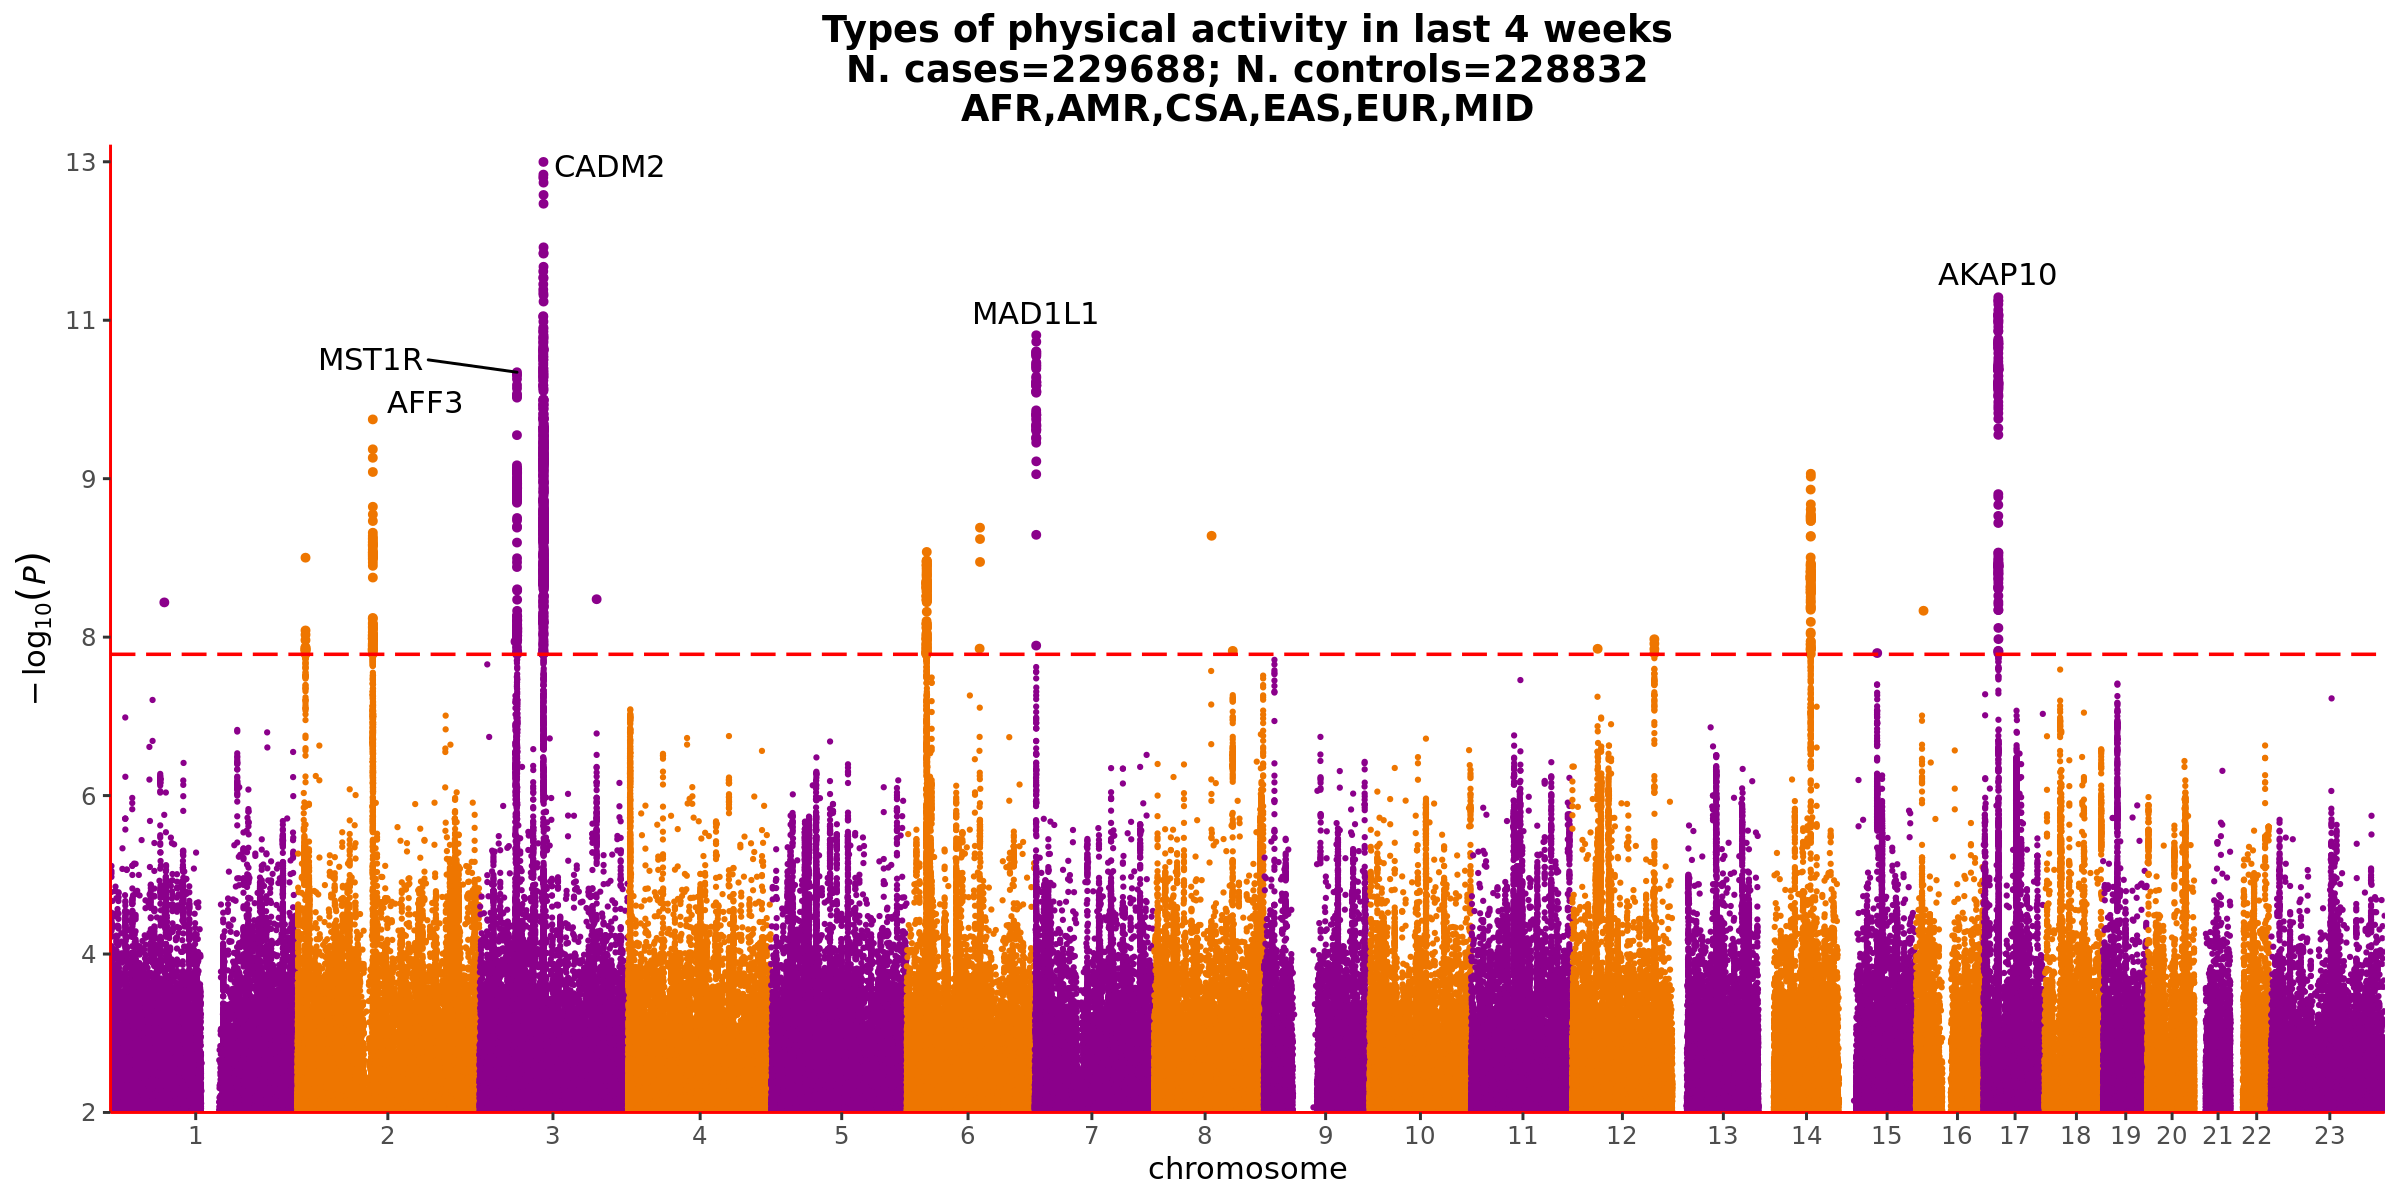 Types of physical activity in last 4 weeks
N. cases=229688; N. controls=228832
AFR,AMR,CSA,EAS,EUR,MID
13
CADM2
AKAP10
11
MAD1L1
MST1R
AFF3
9
8
6
4
2
−log₁₀(P)
1 2 3 4 5 6 7 8 9 10 11 12 13 14 15 16 17 18 19 20 21 22 23
chromosome